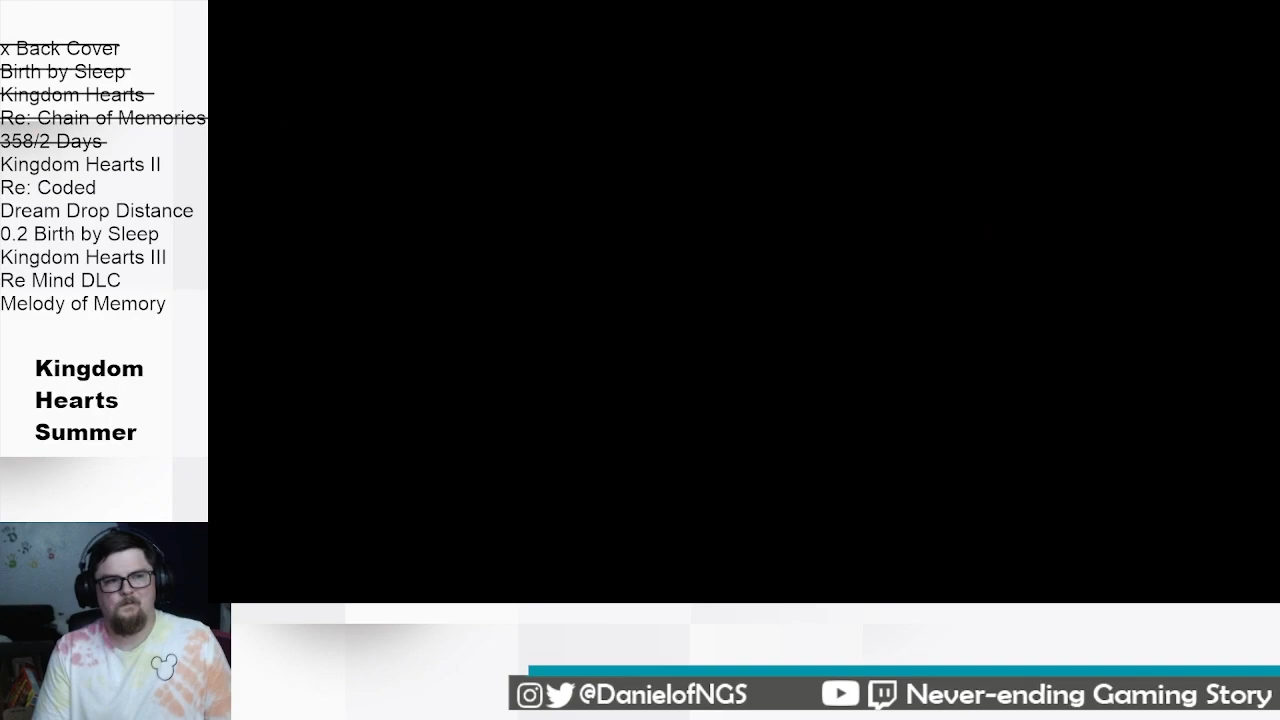 x Back Cover
Birth by Sleep
Kingdom Hearts
Re: Chain of Memories
358/2 Days
Kingdom Hearts II
Re: Coded
Dream Drop Distance
0.2 Birth by Sleep
Kingdom Hearts III
Re Mind DLC
Melody of Memory
Kingdom
Hearts
Summer
@DanielofNGS Never-ending Gaming Story